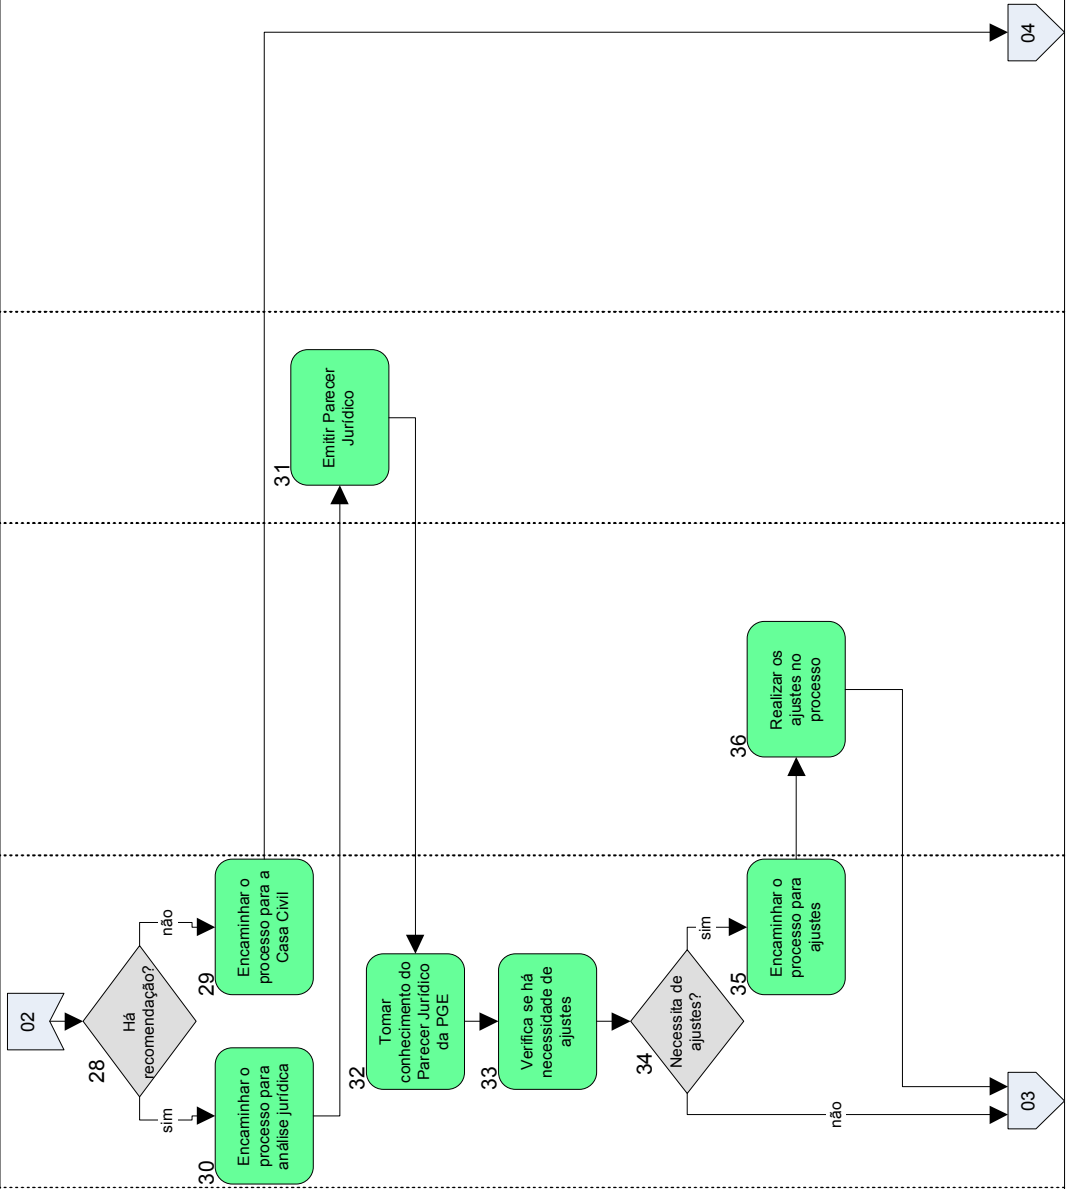 02
28
Há
recomendação?
sim
não
30
Encaminhar o
processo para
análise jurídica
29
Encaminhar o
processo para a
Casa Civil
31
Emitir Parecer
Jurídico
32
Tomar
conhecimento do
Parecer Jurídico
da PGE
33
Verifica se há
necessidade de
ajustes
34
Necessita de
ajustes?
sim
não
35
Encaminhar o
processo para
ajustes
36
Realizar os
ajustes no
processo
03
04